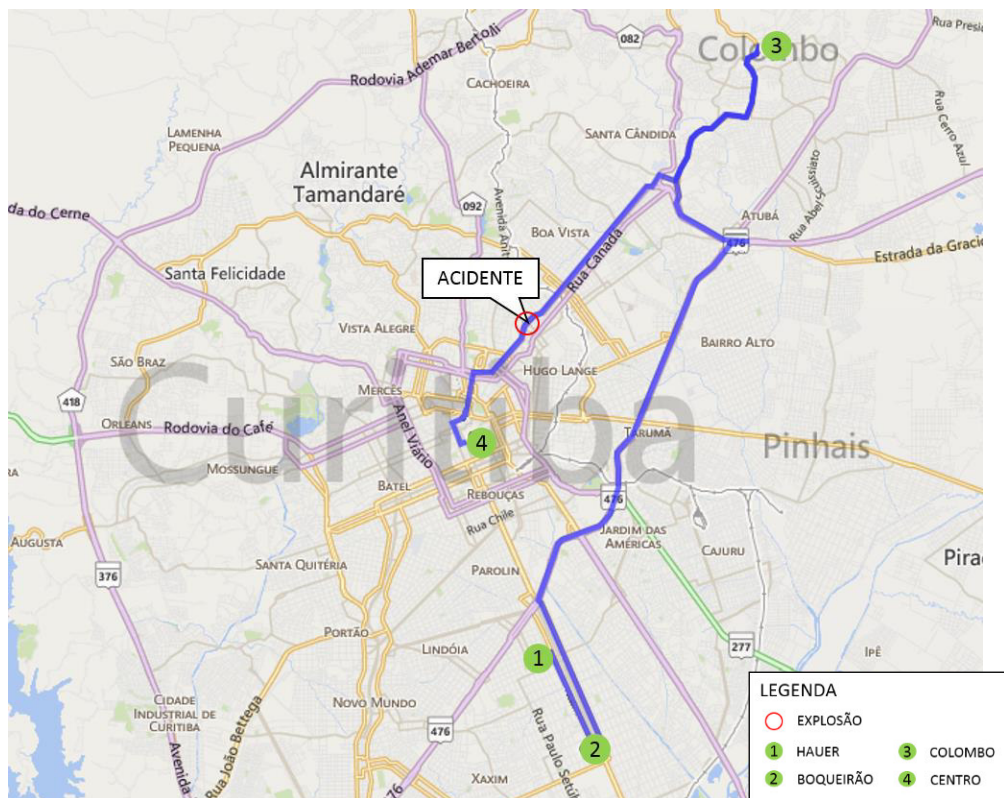 082
Rua Presid
Colombo
3
Rodovia Ademar Bertolli
CACHOEIRA
Rua Cerro Azul
LAMENHA
PEQUENA
SANTA CÂNDIDA
Almirante
Tamandaré
Rua Abel Scuissiato
da do Cerne
092
Avenida Anit
ATUBÁ
BOA VISTA
476
Estrada da Gracio
Santa Felicidade
Rua Canadá
ACIDENTE
VISTA ALEGRE
BAIRRO ALTO
SÃO BRAZ
HUGO LANGE
MERCÊS
418
Curitiba
ORLEANS
Rodovia do Café
Anel Viário
4
TARUMÃ
Pinhais
MOSSUNGUE
BATEL
REBOUÇAS
476
Rua Chile
JARDIM DAS
AMÉRICAS
AUGUSTA
CAJURU
Pira
SANTA QUITÉRIA
PAROLIN
376
PORTÃO
LINDÓIA
1
277
IPÊ
CIDADE
INDUSTRIAL DE
CURITIBA
NOVO MUNDO
Rua João Bettega
Avenida
476
Rua Paulo Setúb
2
XAXIM
LEGENDA
EXPLOSÃO
1 HAUER
3 COLOMBO
2 BOQUEIRÃO
4 CENTRO